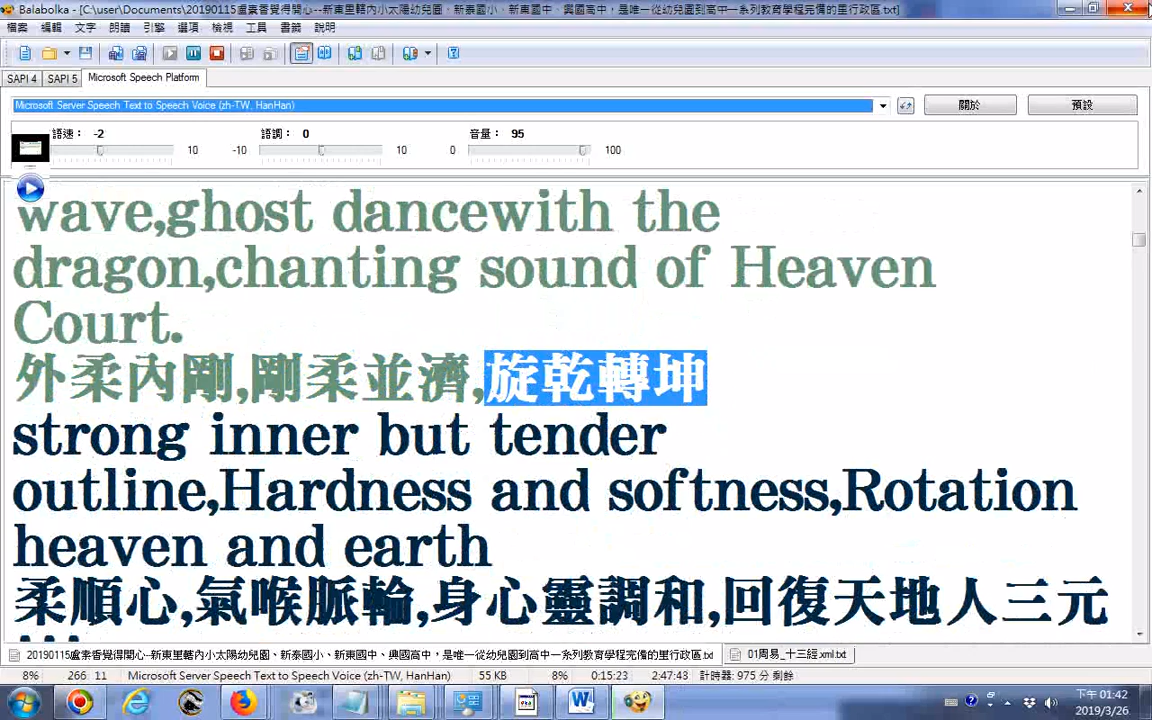 Balabolka - [C:\user\Documents\20190115盧素香覺得開心--新東里轄內小太陽幼兒園、新泰國小、新東國中、興國高中，是唯一從幼兒園到高中一系列教育學程完備的里行政區.txt]
檔案 編輯 文字 朗讀 引擎 選項 檢視 工具 書籤 說明
SAPI 4 SAPI 5 Microsoft Speech Platform
Microsoft Server Speech Text to Speech Voice (zh-TW, HanHan)
關於 預設
語速： -2 語調： 0 音量： 95
10 -10 10 0 100
wave,ghost dancewith the
dragon,chanting sound of Heaven
Court.
外柔內剛,剛柔並濟,旋乾轉坤
strong inner but tender
outline,Hardness and softness,Rotation
heaven and earth
柔順心,氣喉脈輪,身心靈調和,回復天地人三元
20190115盧素香覺得開心--新東里轄內小太陽幼兒園、新泰國小、新東國中、興國高中，是唯一從幼兒園到高中一系列教育學程完備的里行政區.txt 01周易_十三經.xml.txt
8% 266 11 Microsoft Server Speech Text to Speech Voice (zh-TW, HanHan) 55 KB 8% 0:15:23 2:47:43 計時器: 975 分 剩餘
下午 01:42
2019/3/26